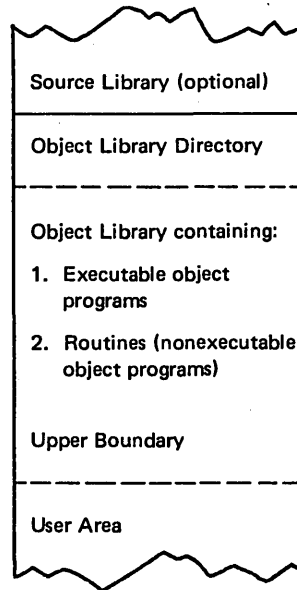 Source Library (optional)
Object Library Directory
Object Library containing:
1. Executable object
programs
2. Routines (nonexecutable
object programs)
Upper Boundary
User Area